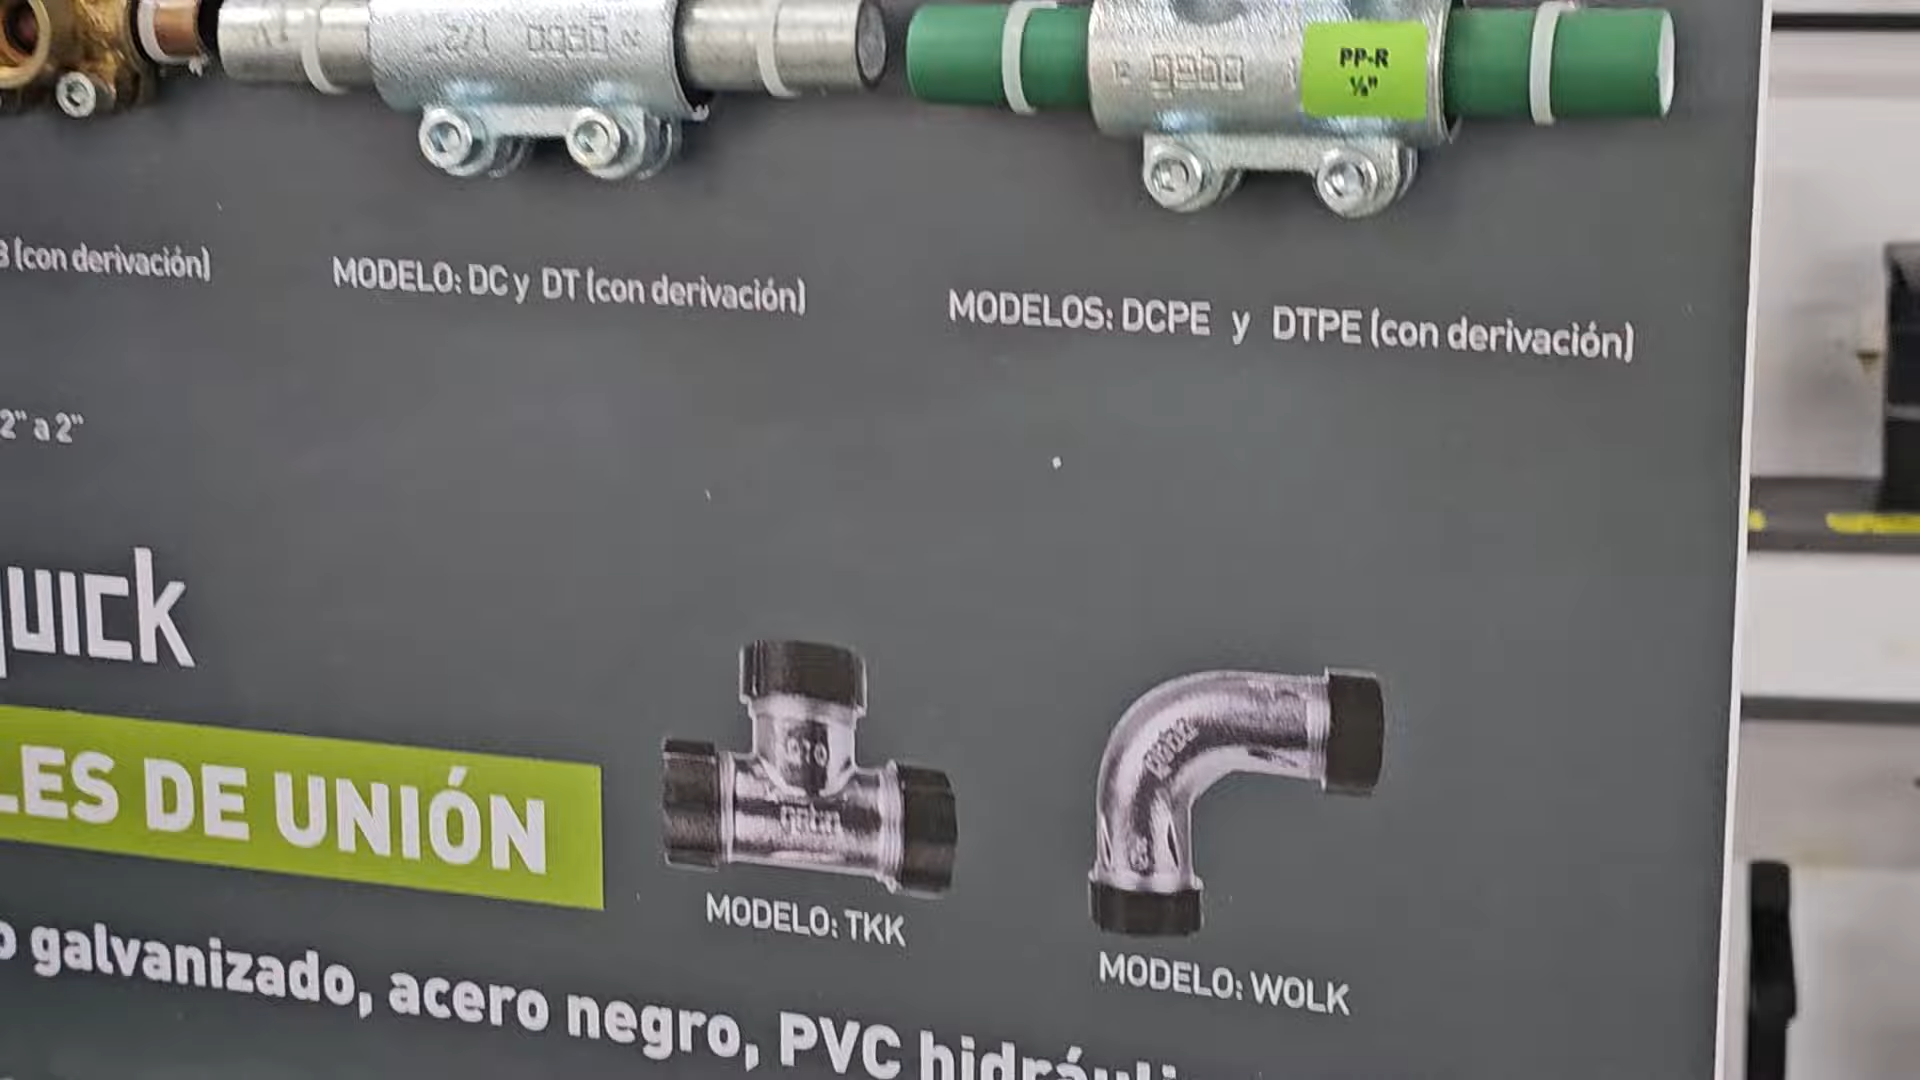 gebo
gebo
PP-R
½"
(con derivación)
MODELO: DC y DT (con derivación)
MODELOS: DCPE y DTPE (con derivación)
2" a 2"
quick
LES DE UNIÓN
gebo
MODELO: TKK
MODELO: WOLK
galvanizado, acero negro, PVC